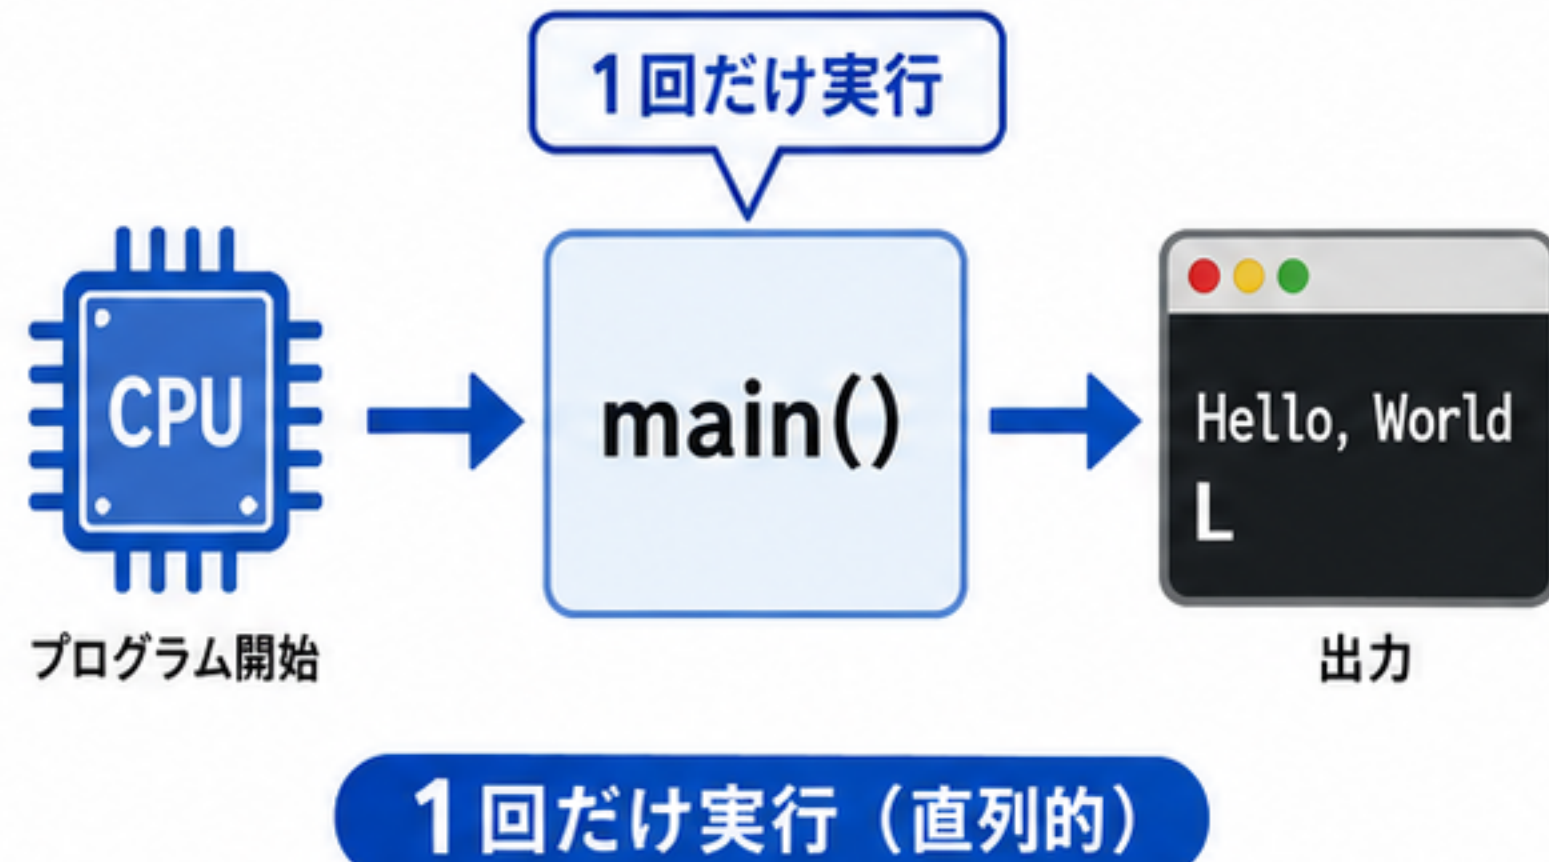 1回だけ実行
CPU
main()
Hello, World
L
プログラム開始
出力
1回だけ実行（直列的）